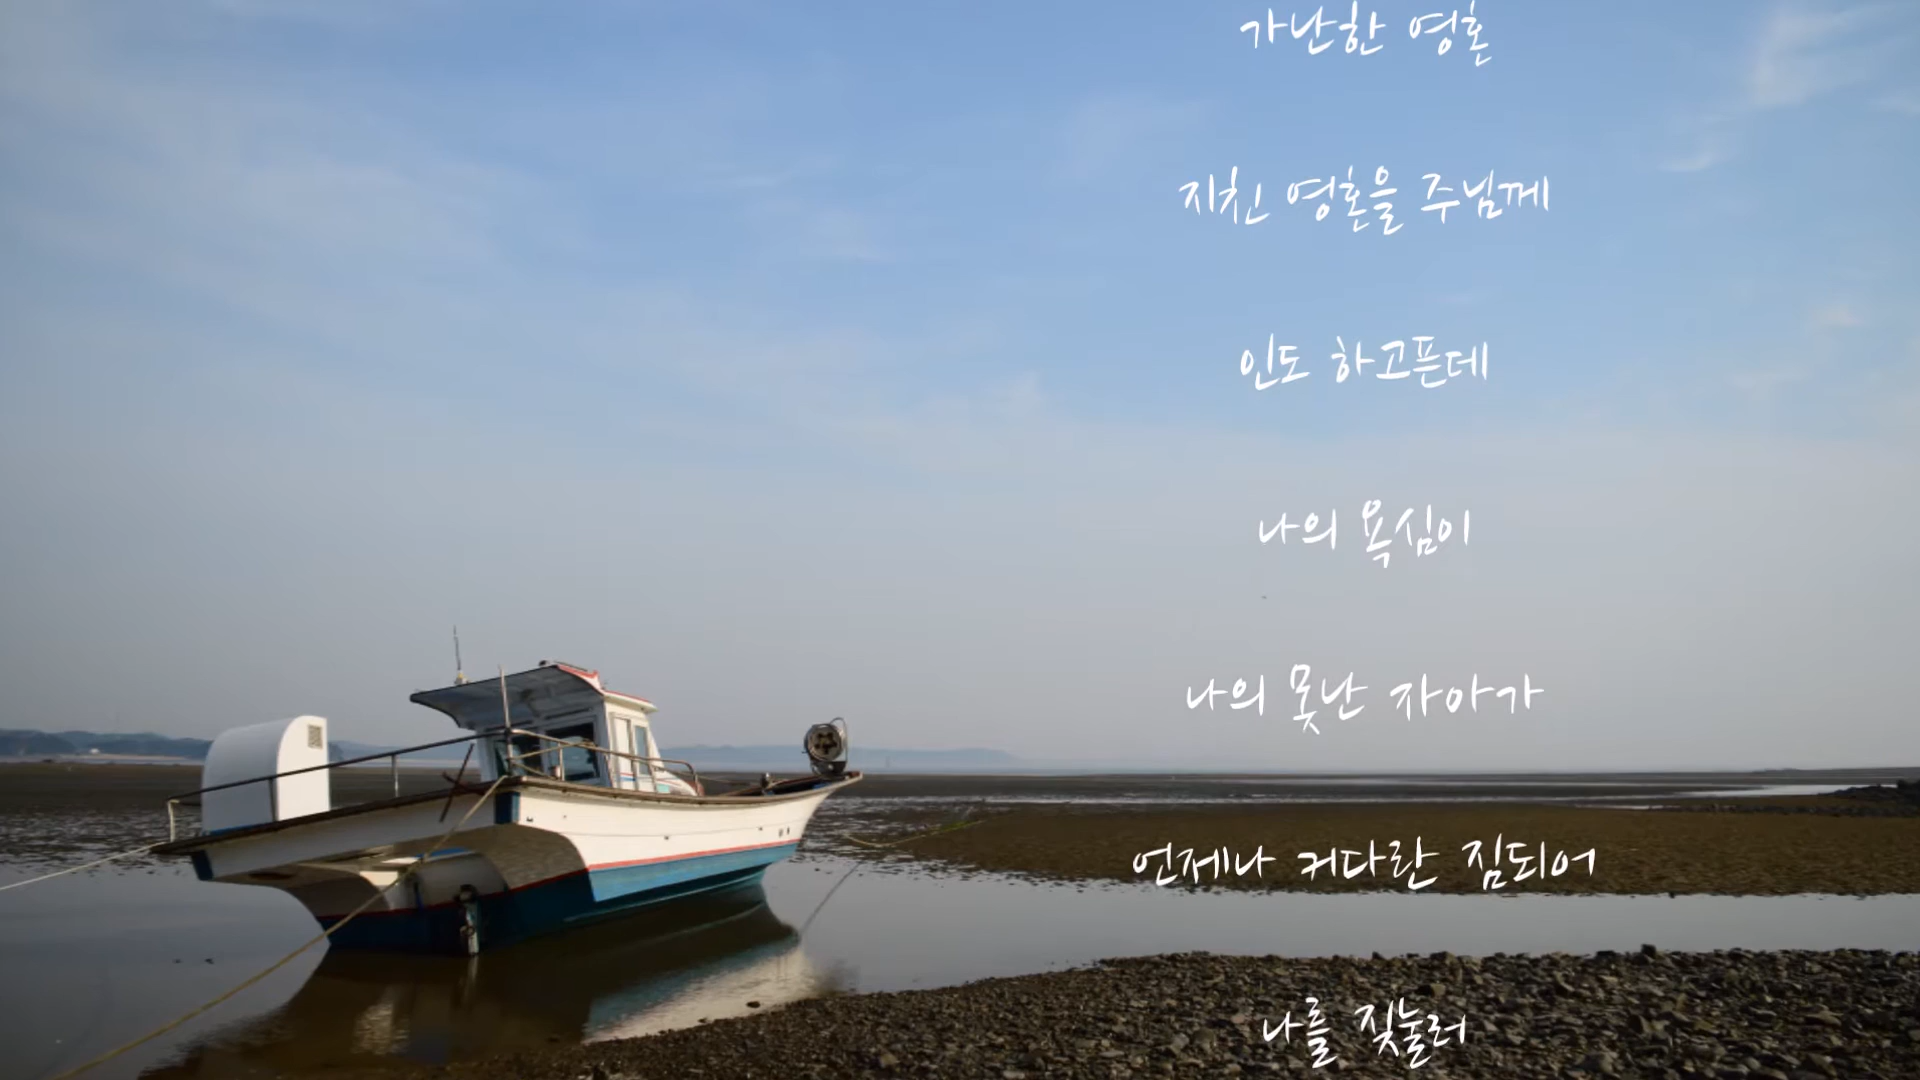 가난한 영혼
지친 영혼을 주님께
인도 하고픈데
나의 욕심이
나의 못난 자아가
언제나 커다란 짐되어
나를 짖눌러